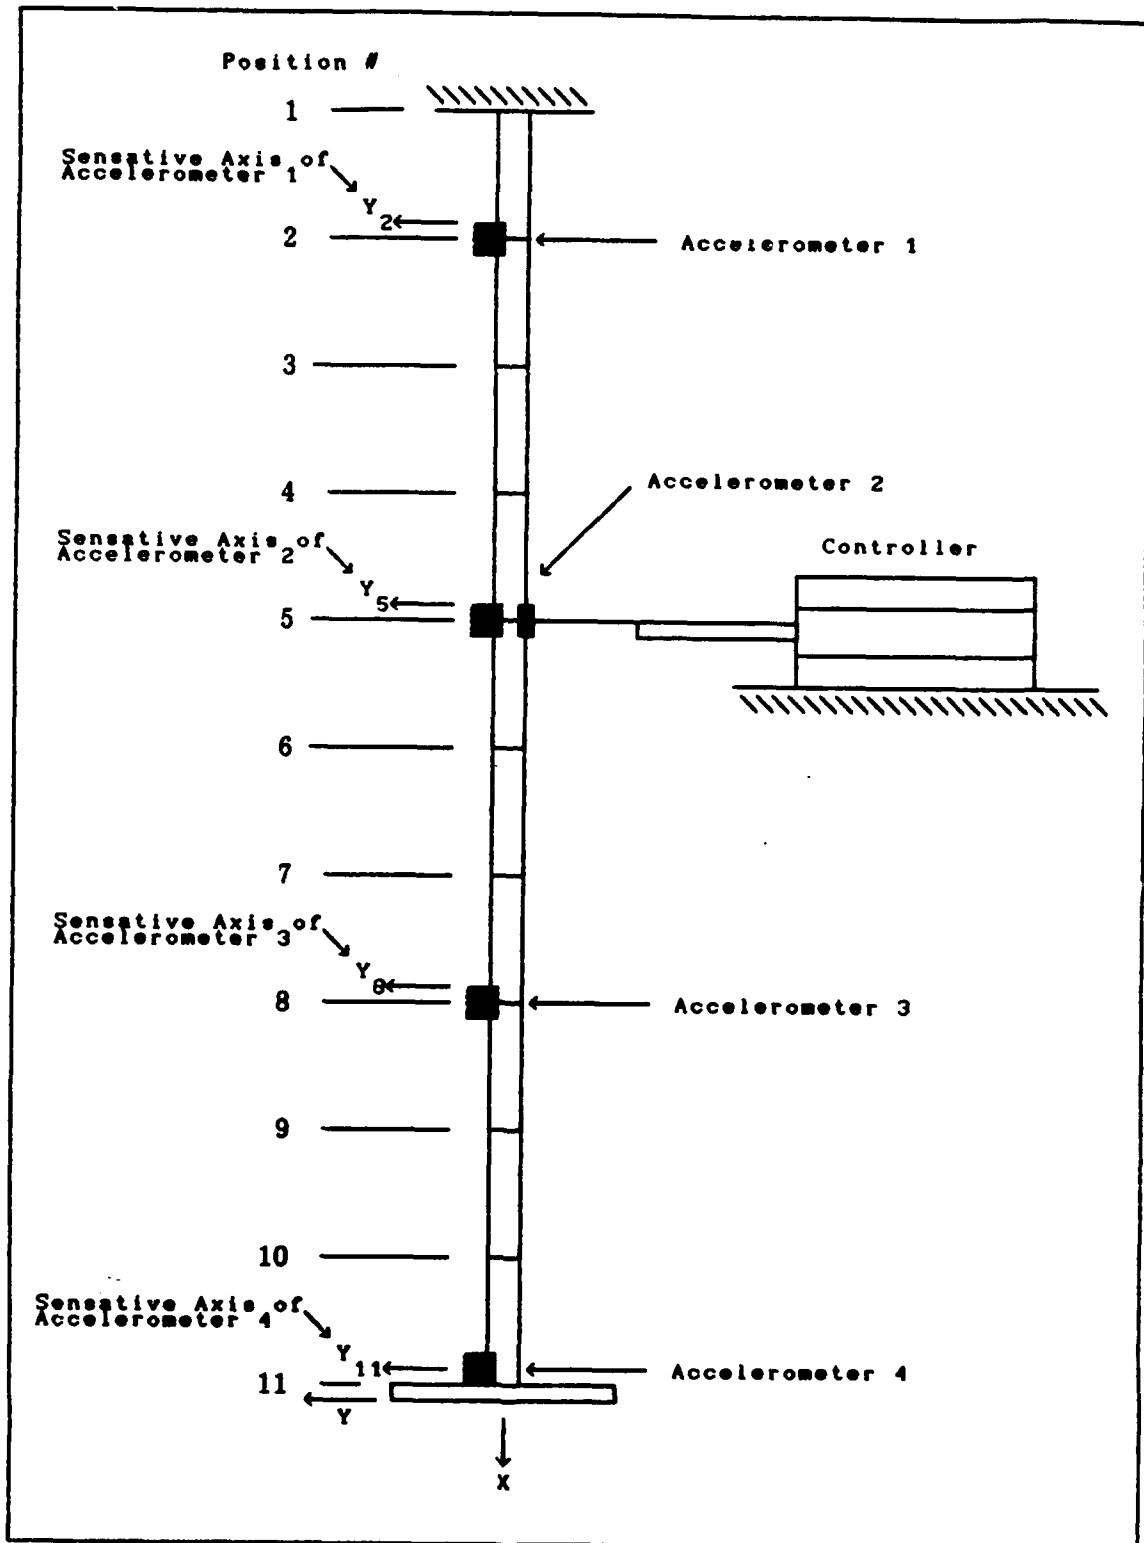 Position #
1
Sensative Axis of
Accelerometer 1
Y2
2
Accelerometer 1
3
4
Accelerometer 2
Sensative Axis of
Accelerometer 2
Controller
Y5
5
6
7
Sensative Axis of
Accelerometer 3
Y8
8
Accelerometer 3
9
10
Sensative Axis of
Accelerometer 4
Y11
Accelerometer 4
11
Y
X